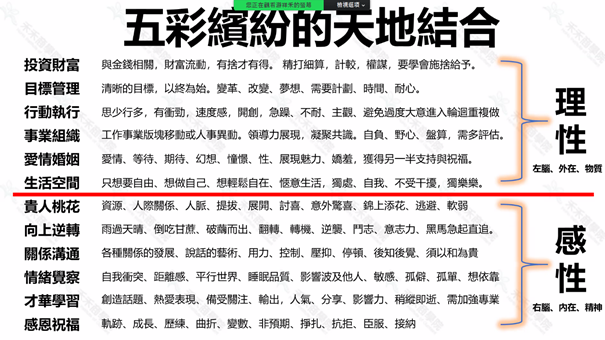 您正在觀看游祥禾的螢幕 檢視選項
五彩繽紛的天地結合
投資財富 與金錢相關，財富流動，有捨才有得。 精打細算，計較，權謀，要學會施捨給予。
目標管理 清晰的目標，以終為始。變革、改變、夢想、需要計劃、時間、耐心。
行動執行 思少行多，有衝勁，速度感，開創，急躁、不耐、主觀、避免過度大意進入輪迴重複做
事業組織 工作事業版塊移動或人事異動。領導力展現，凝聚共識。自負、野心、盤算，需多評估。
愛情婚姻 愛情、等待、期待、幻想、憧憬、性、展現魅力、嬌羞，獲得另一半支持與祝福。
生活空間 只想要自由、想做自己、想輕鬆自在、愜意生活，獨處、自我、不受干擾，獨樂樂。
理性
左腦、外在、物質
貴人桃花 資源、人際關係、人脈、提拔、展開、討喜、意外驚喜、錦上添花、逃避、軟弱
向上逆轉 雨過天晴、倒吃甘蔗、破繭而出、翻轉、轉機、逆襲、鬥志、意志力、黑馬急起直追。
關係溝通 各種關係的發展、說話的藝術、用力、控制、壓抑、停頓、後知後覺、須以和為貴
情緒覺察 自我衝突、距離感、平行世界、睡眠品質、影響波及他人、敏感、孤僻、孤單、想依靠
才華學習 創造話題、熱愛表現、備受關注、輸出，人氣、分享、影響力、稍縱即逝、需加強專業
感恩祝福 軌跡、成長、歷練、曲折、變數、非預期、掙扎、抗拒、臣服、接納
感性
右腦、內在、精神